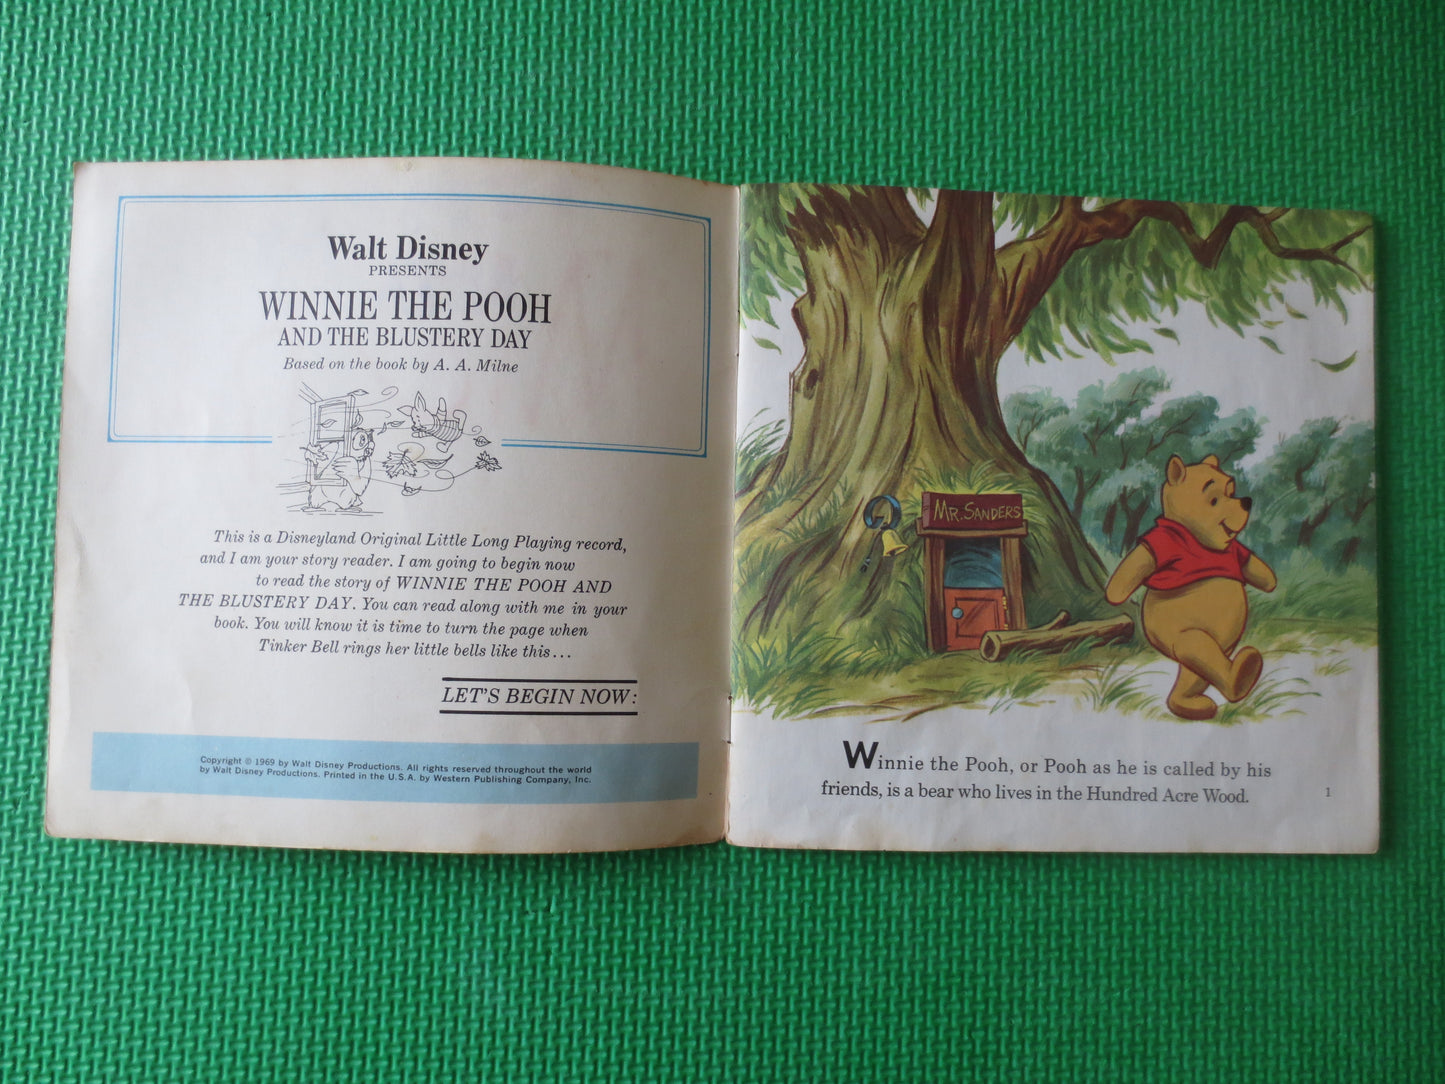 Walt Disney
PRESENTS
WINNIE THE POOH
AND THE BLUSTERY DAY
Based on the book by A. A. Milne
This is a Disneyland Original Little Long Playing record,
and I am your story reader. I am going to begin now
to read the story of WINNIE THE POOH AND
THE BLUSTERY DAY. You can read along with me in your
book. You will know it is time to turn the page when
Tinker Bell rings her little bells like this...
LET'S BEGIN NOW:
Copyright © 1969 by Walt Disney Productions. All rights reserved throughout the world
by Walt Disney Productions. Printed in the U.S.A. by Western Publishing Company, Inc.
MR. SANDERS
Winnie the Pooh, or Pooh as he is called by his
friends, is a bear who lives in the Hundred Acre Wood.
1